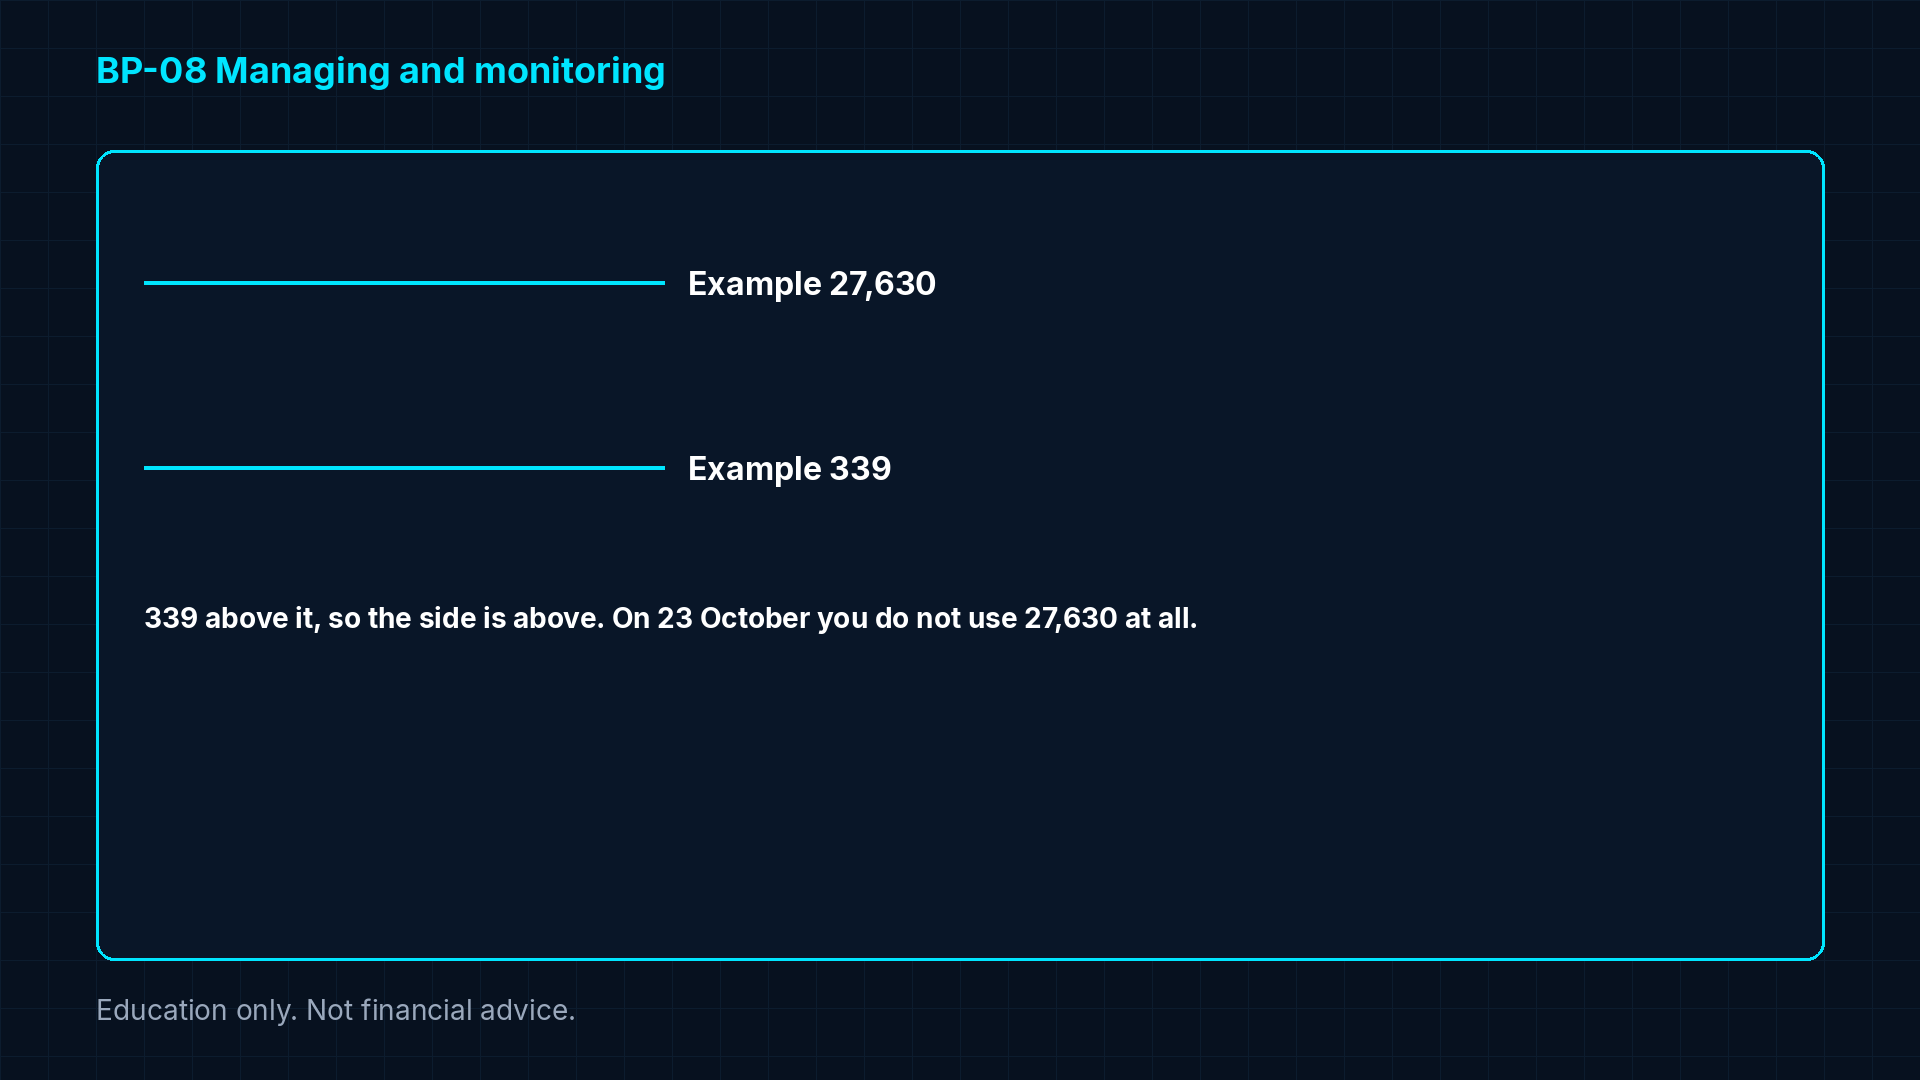 BP-08 Managing and monitoring
Example 27,630
Example 339
339 above it, so the side is above. On 23 October you do not use 27,630 at all.
Education only. Not financial advice.